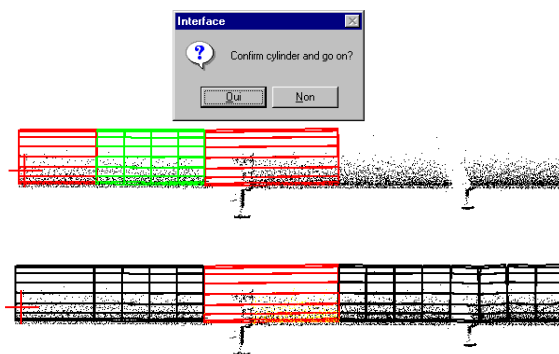 Interface
Confirm cylinder and go on?
Oui
Non